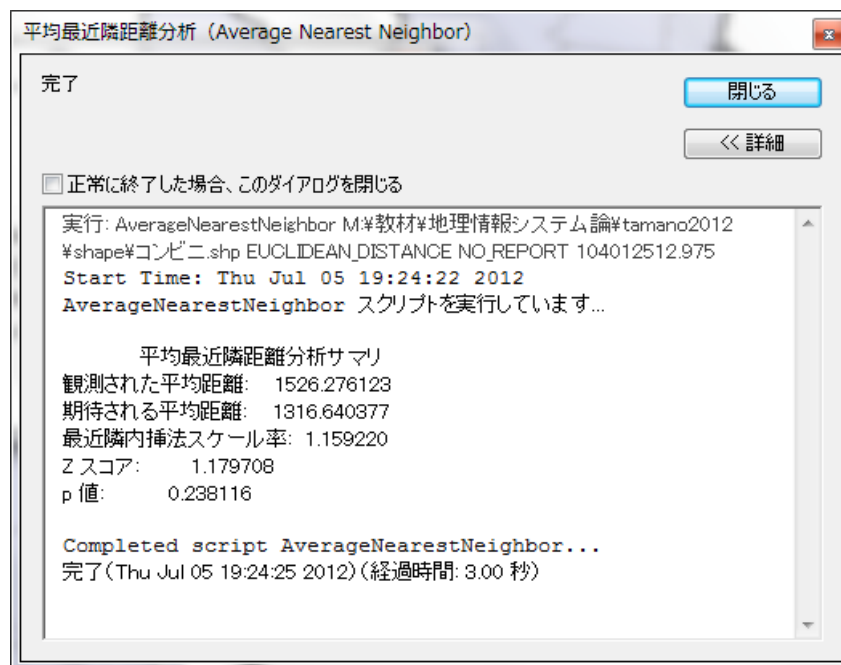 平均最近隣距離分析（Average Nearest Neighbor）
完了
閉じる
<< 詳細
正常に終了した場合、このダイアログを閉じる
実行: AverageNearestNeighbor M:¥教材¥地理情報システム論¥tamano2012
¥shape¥コンビニ.shp EUCLIDEAN_DISTANCE NO_REPORT 104012512.975
Start Time: Thu Jul 05 19:24:22 2012
AverageNearestNeighbor スクリプトを実行しています...
平均最近隣距離分析サマリ
観測された平均距離: 1526.276123
期待される平均距離: 1316.640377
最近隣内挿法スケール率: 1.159220
Z スコア: 1.179708
p 値: 0.238116
Completed script AverageNearestNeighbor...
完了(Thu Jul 05 19:24:25 2012) (経過時間: 3.00 秒)